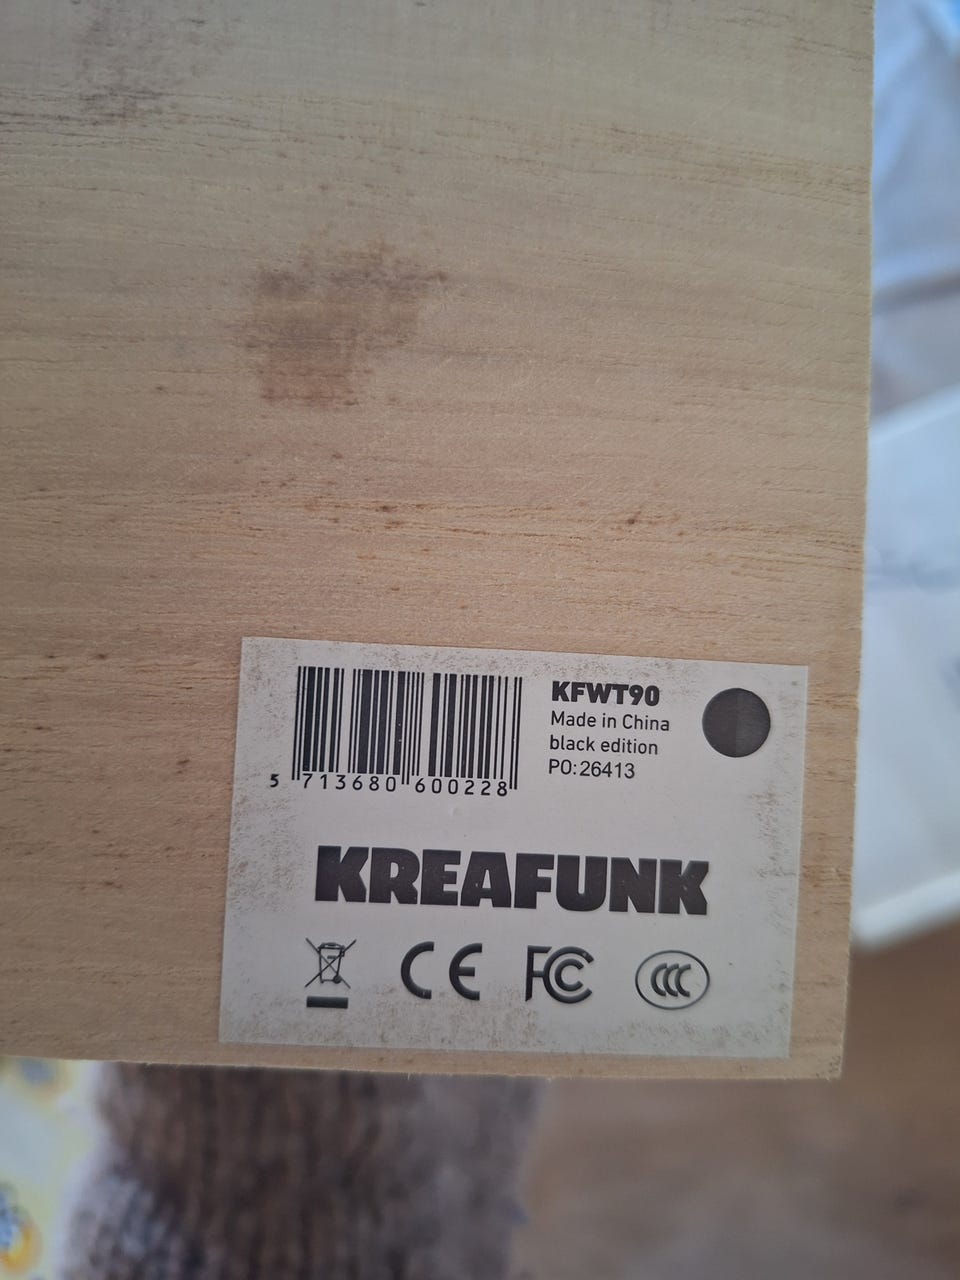 5 713680 600228
KFWT90
Made in China
black edition
PO:26413
KREAFUNK
CE FC CCC